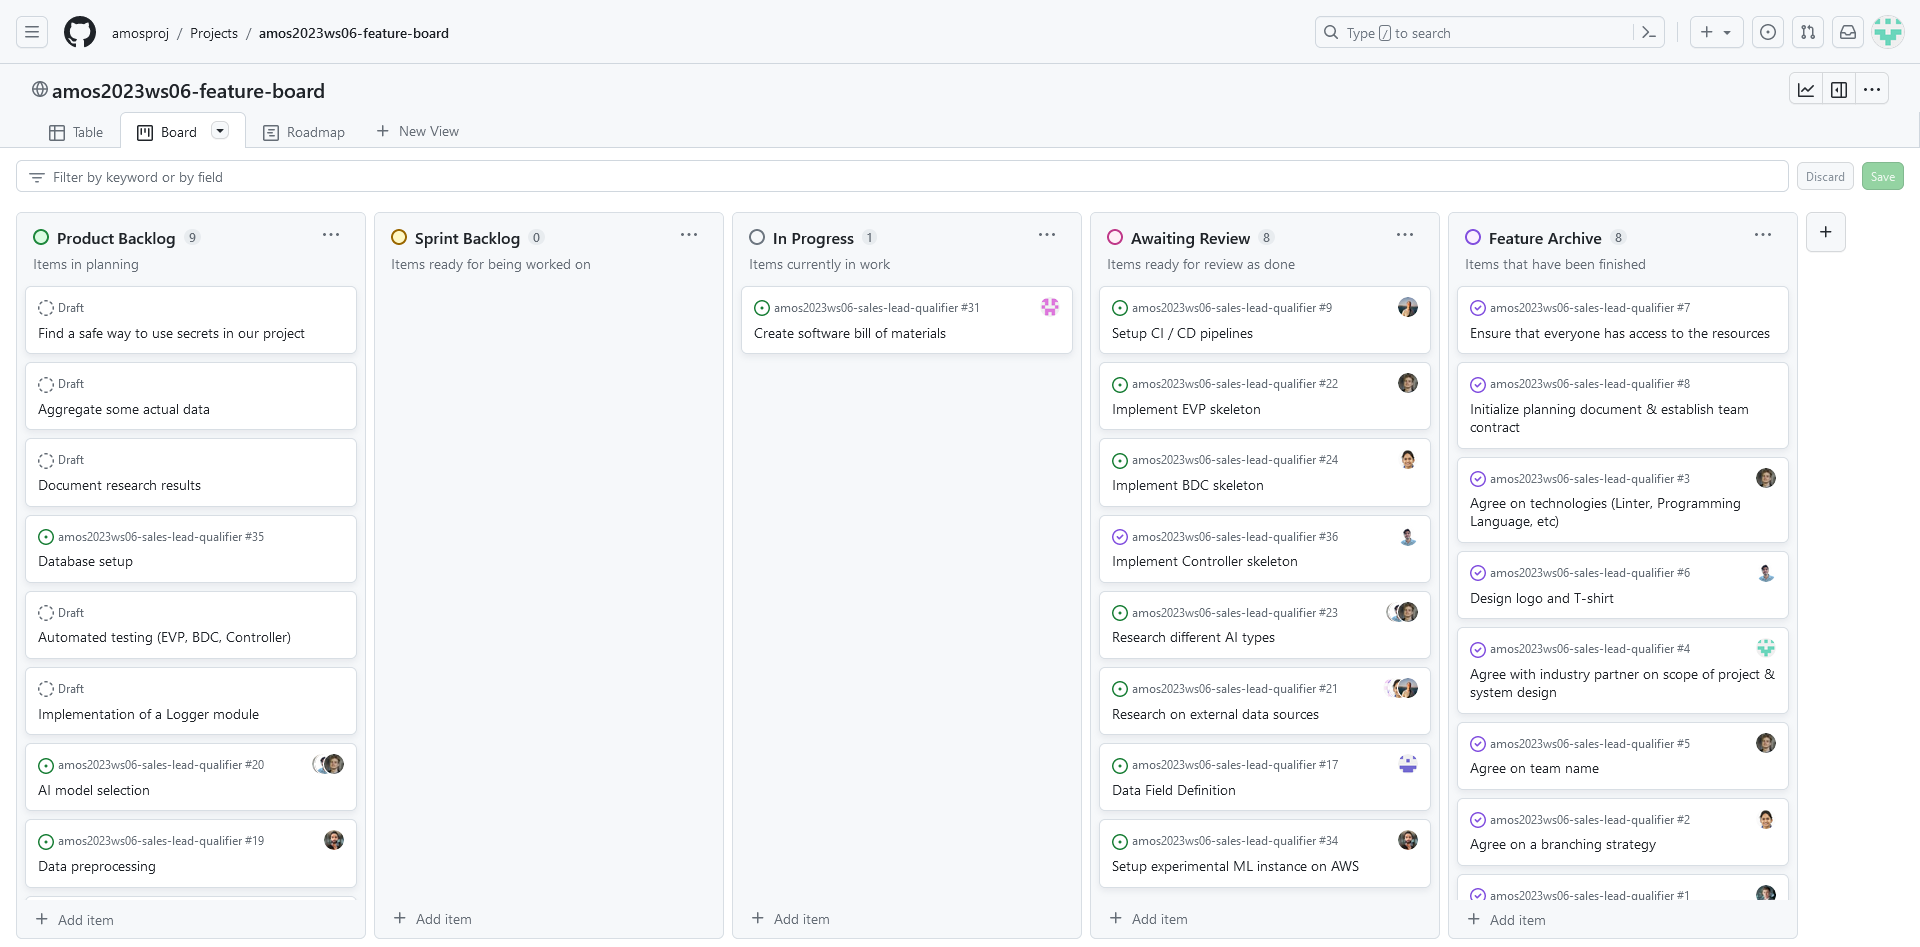 amosproj / Projects / amos2023ws06-feature-board
Type / to search
amos2023ws06-feature-board
Table
Board
Roadmap
New View
Filter by keyword or by field
Discard
Save
Product Backlog 9
Items in planning
Draft
Find a safe way to use secrets in our project
Draft
Aggregate some actual data
Draft
Document research results
amos2023ws06-sales-lead-qualifier #35
Database setup
Draft
Automated testing (EVP, BDC, Controller)
Draft
Implementation of a Logger module
amos2023ws06-sales-lead-qualifier #20
AI model selection
amos2023ws06-sales-lead-qualifier #19
Data preprocessing
Add item
Sprint Backlog 0
Items ready for being worked on
Add item
In Progress 1
Items currently in work
amos2023ws06-sales-lead-qualifier #31
Create software bill of materials
Add item
Awaiting Review 8
Items ready for review as done
amos2023ws06-sales-lead-qualifier #9
Setup CI / CD pipelines
amos2023ws06-sales-lead-qualifier #22
Implement EVP skeleton
amos2023ws06-sales-lead-qualifier #24
Implement BDC skeleton
amos2023ws06-sales-lead-qualifier #36
Implement Controller skeleton
amos2023ws06-sales-lead-qualifier #23
Research different AI types
amos2023ws06-sales-lead-qualifier #21
Research on external data sources
amos2023ws06-sales-lead-qualifier #17
Data Field Definition
amos2023ws06-sales-lead-qualifier #34
Setup experimental ML instance on AWS
Add item
Feature Archive 8
Items that have been finished
amos2023ws06-sales-lead-qualifier #7
Ensure that everyone has access to the resources
amos2023ws06-sales-lead-qualifier #8
Initialize planning document & establish team
contract
amos2023ws06-sales-lead-qualifier #3
Agree on technologies (Linter, Programming
Language, etc)
amos2023ws06-sales-lead-qualifier #6
Design logo and T-shirt
amos2023ws06-sales-lead-qualifier #4
Agree with industry partner on scope of project &
system design
amos2023ws06-sales-lead-qualifier #5
Agree on team name
amos2023ws06-sales-lead-qualifier #2
Agree on a branching strategy
amos2023ws06-sales-lead-qualifier #1
Add item